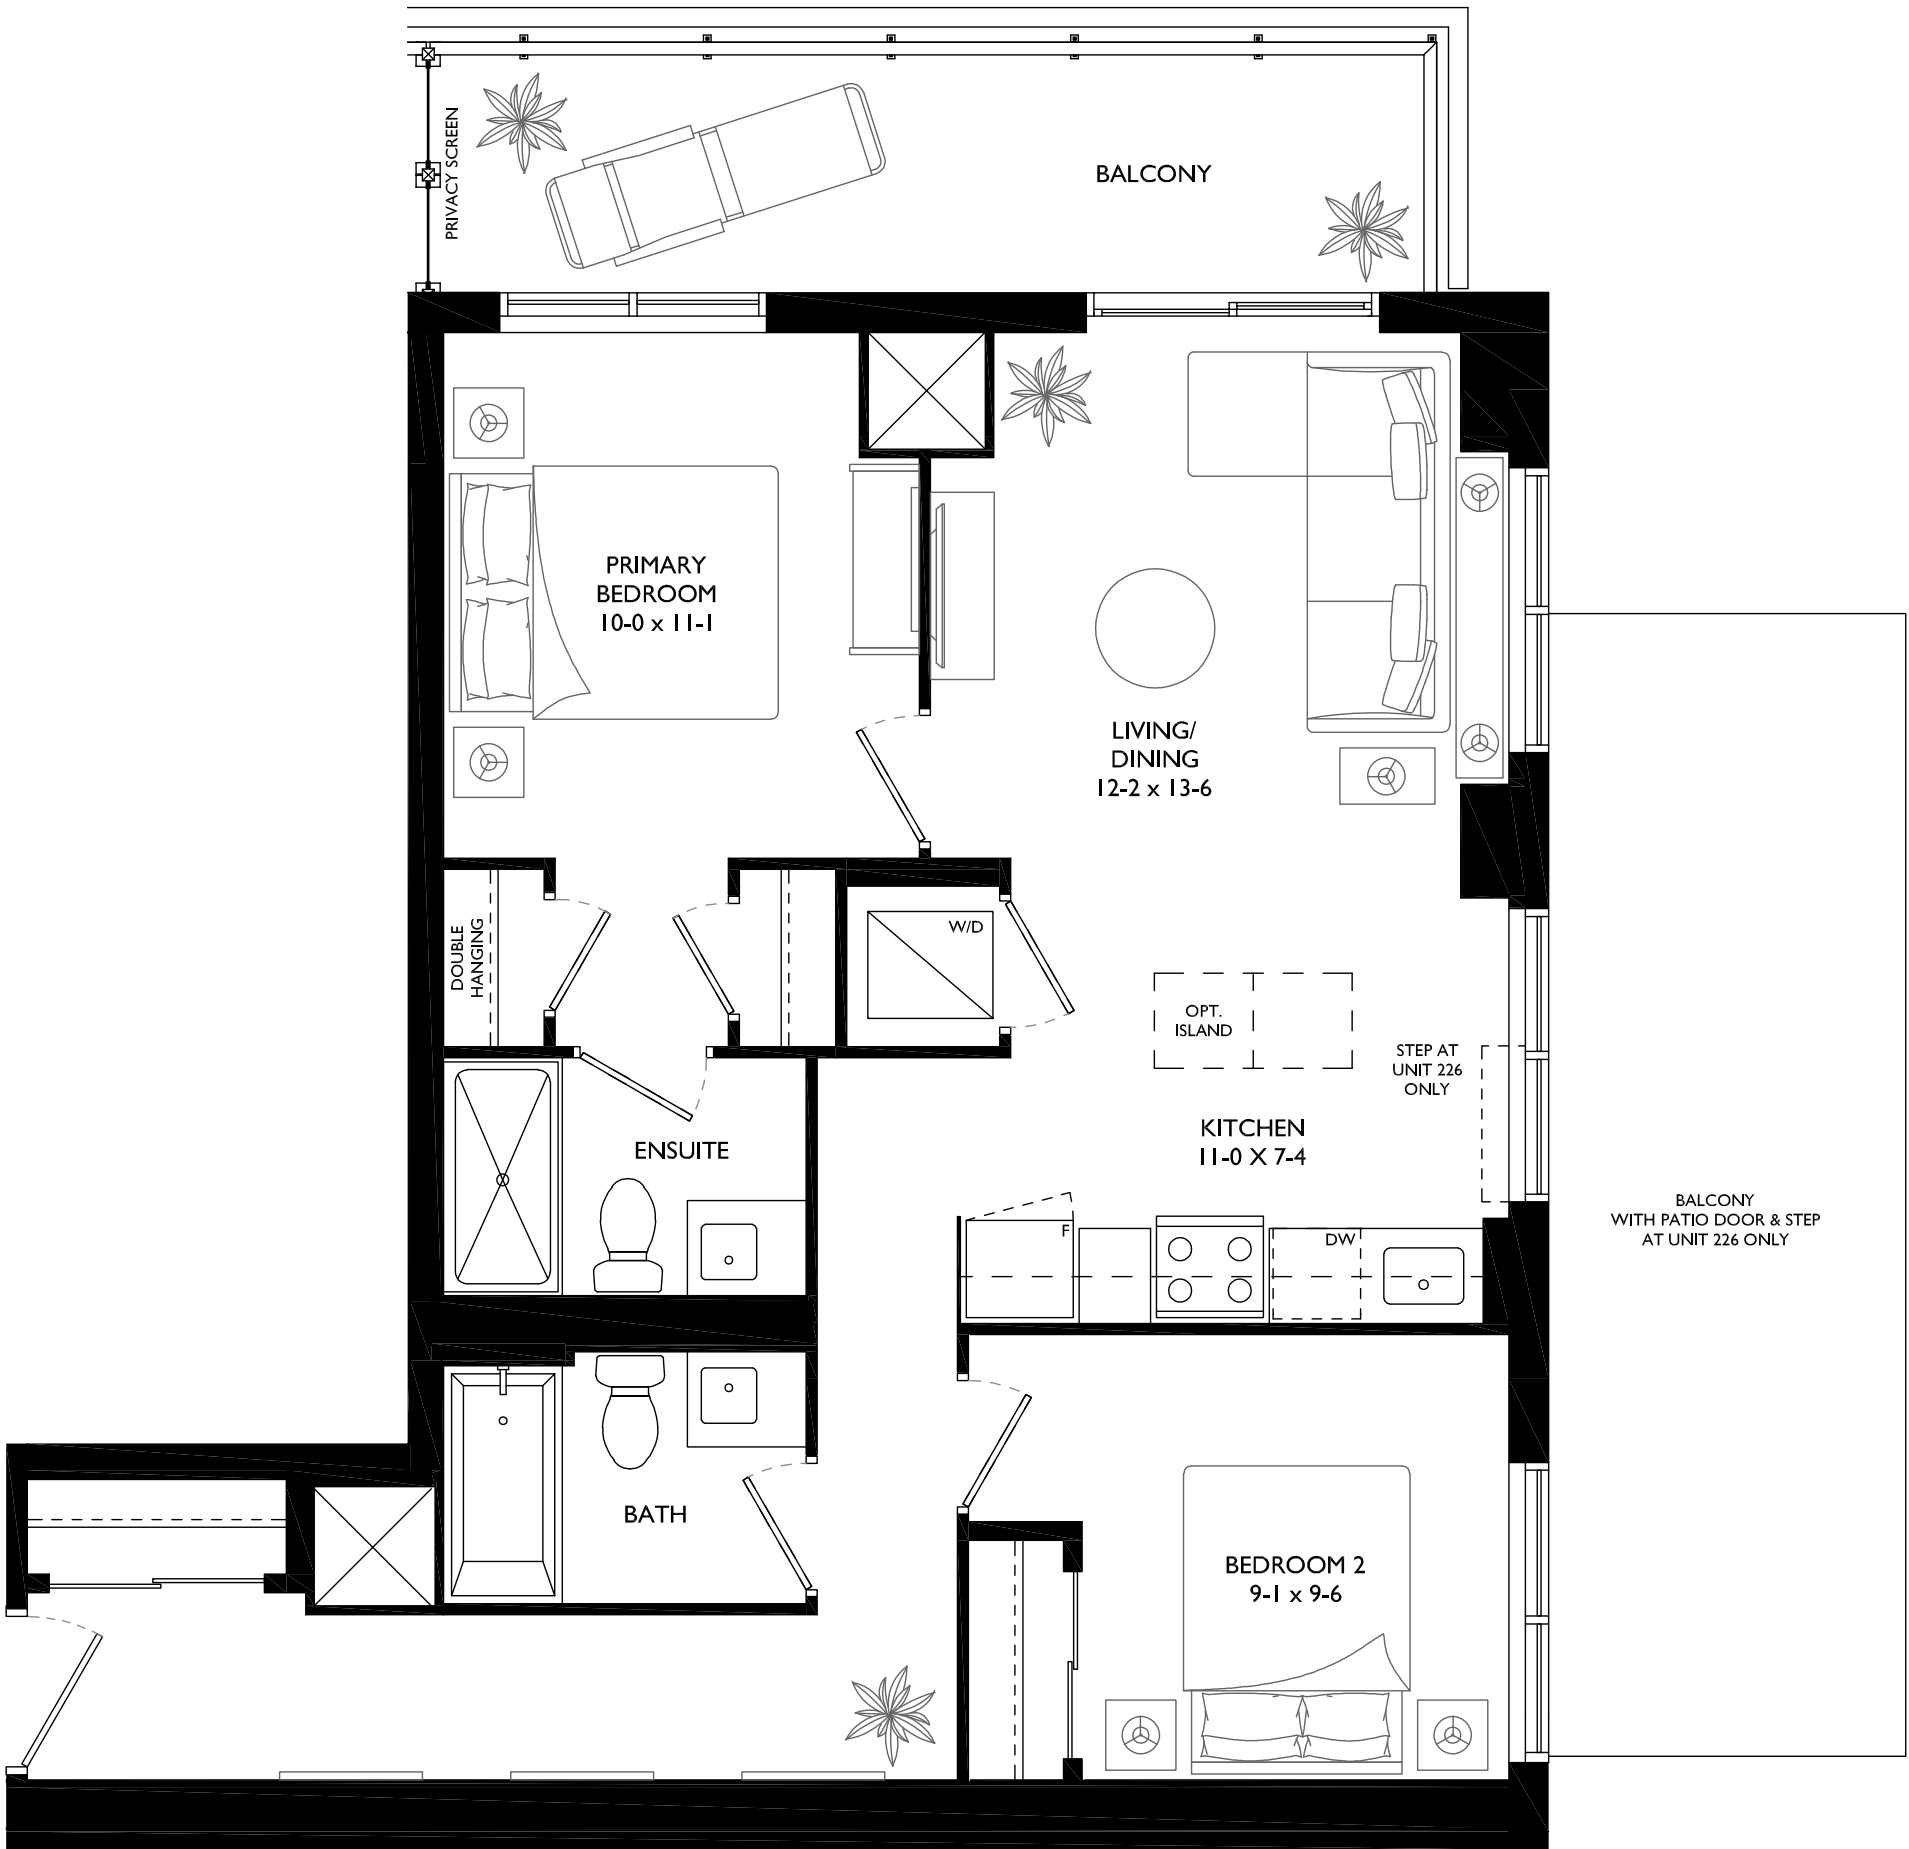 PRIVACY SCREEN
BALCONY
PRIMARY
BEDROOM
10-0 x 11-1
LIVING/
DINING
12-2 x 13-6
DOUBLE
HANGING
W/D
OPT.
ISLAND
STEP AT
UNIT 226
ONLY
KITCHEN
11-0 X 7-4
ENSUITE
F
DW
BALCONY
WITH PATIO DOOR & STEP
AT UNIT 226 ONLY
BATH
BEDROOM 2
9-1 x 9-6